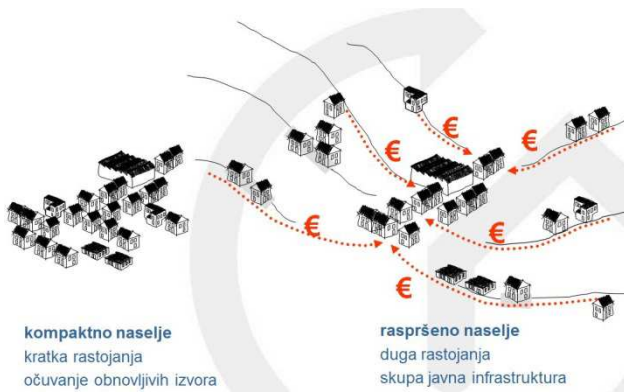 €
€
€
€
€
€
kompaktno naselje
kratka rastojanja
očuvanje obnovljivih izvora
raspršeno naselje
duga rastojanja
skupa javna infrastruktura